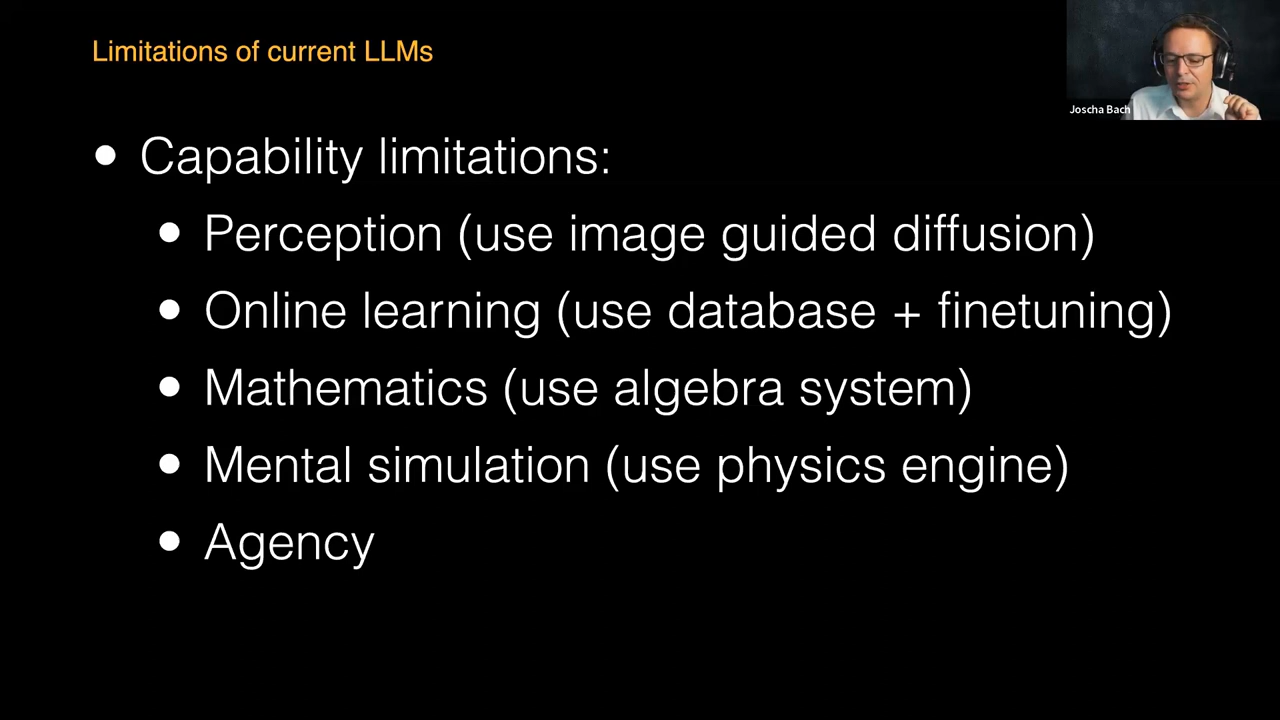 Limitations of current LLMs
Joscha Bach
• Capability limitations:
• Perception (use image guided diffusion)
• Online learning (use database + finetuning)
• Mathematics (use algebra system)
• Mental simulation (use physics engine)
• Agency